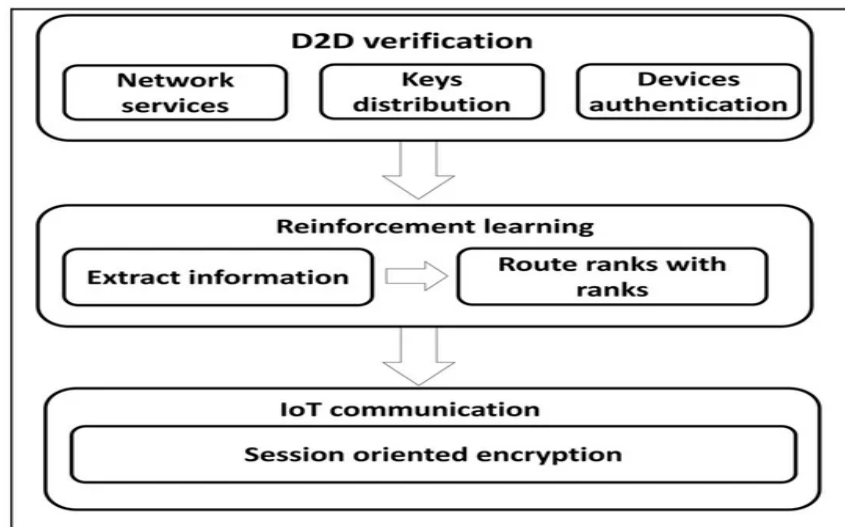 D2D verification
Network
services
Keys
distribution
Devices
authentication
Reinforcement learning
Extract information
Route ranks with
ranks
IoT communication
Session oriented encryption